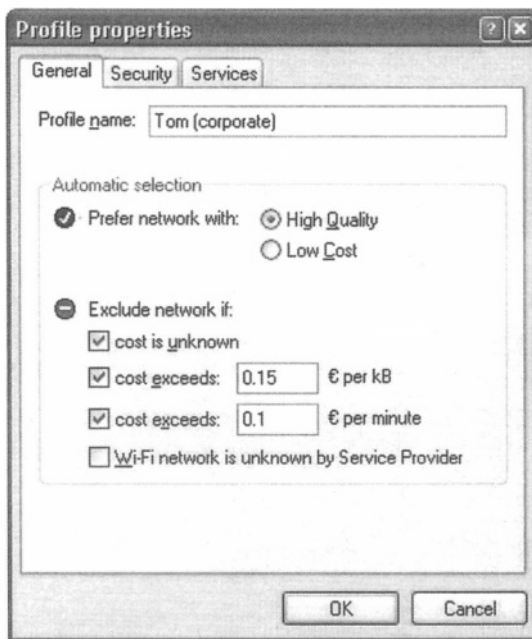 Profile properties
General Security Services
Profile name: Tom (corporate)
Automatic selection
Prefer network with: High Quality
Low Cost
Exclude network if:
cost is unknown
cost exceeds: 0.15 € per kB
cost exceeds: 0.1 € per minute
Wi-Fi network is unknown by Service Provider
OK Cancel